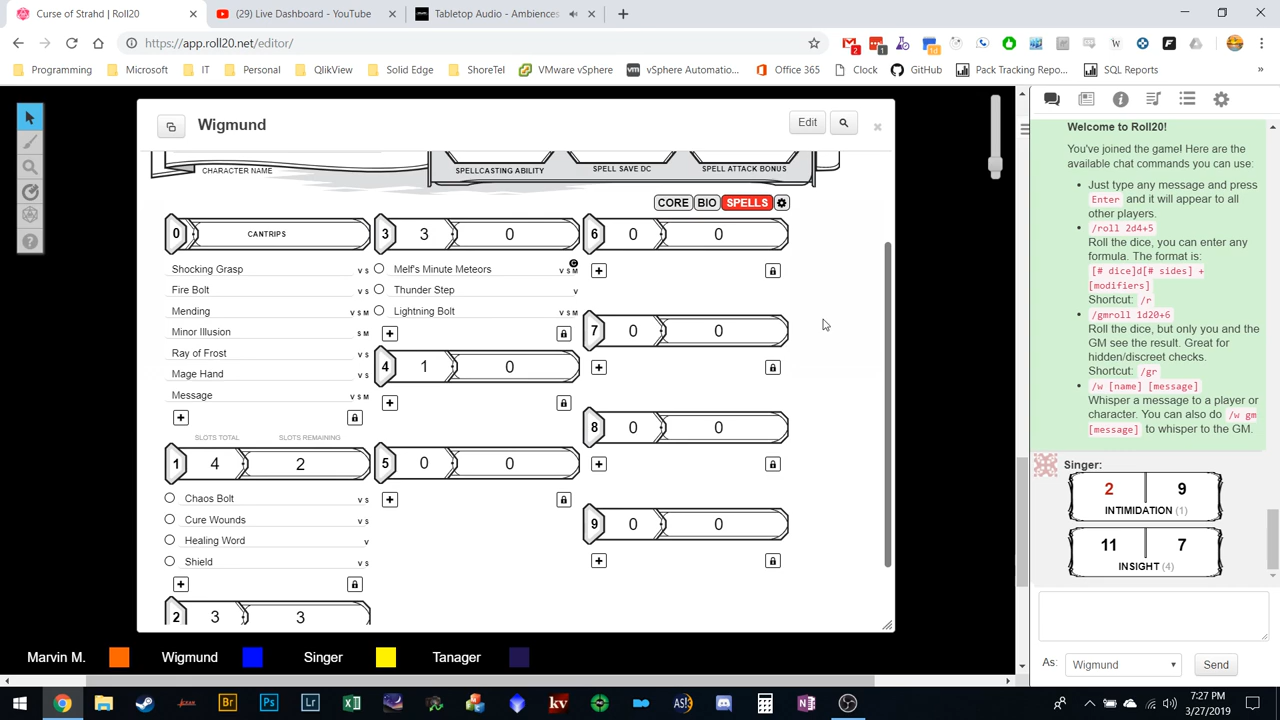 Curse of Strahd | Roll20
(29) Live Dashboard - YouTube
Tabletop Audio - Ambiences
https://app.roll20.net/editor/
Programming
Microsoft
IT
Personal
QlikView
Solid Edge
ShoreTel
VMware vSphere
vSphere Automatio...
Office 365
Clock
GitHub
Pack Tracking Repo...
SQL Reports
Wigmund
Edit
CHARACTER NAME
SPELLCASTING ABILITY
SPELL SAVE DC
SPELL ATTACK BONUS
CORE
BIO
SPELLS
0 CANTRIPS
Shocking Grasp V S
Fire Bolt V S
Mending V S M
Minor Illusion S M
Ray of Frost V S
Mage Hand V S
Message V S M
SLOTS TOTAL SLOTS REMAINING
1 4 2
Chaos Bolt V S
Cure Wounds V S
Healing Word V
Shield V S
2 3 3
3 3 0
Melf's Minute Meteors V S M C
Thunder Step V
Lightning Bolt V S M
4 1 0
5 0 0
6 0 0
7 0 0
8 0 0
9 0 0
Marvin M.
Wigmund
Singer
Tanager
Welcome to Roll20!
You've joined the game! Here are the
available chat commands you can use:
Just type any message and press
Enter and it will appear to all
other players.
/roll 2d4+5
Roll the dice, you can enter any
formula. The format is:
[# dice]d[# sides] +
[modifiers]
Shortcut: /r
/gmroll 1d20+6
Roll the dice, but only you and the
GM see the result. Great for
hidden/discreet checks.
Shortcut: /gr
/w [name] [message]
Whisper a message to a player or
character. You can also do /w gm
[message] to whisper to the GM.
Singer:
2 9
INTIMIDATION (1)
11 7
INSIGHT (4)
As:
Wigmund
Send
7:27 PM
3/27/2019